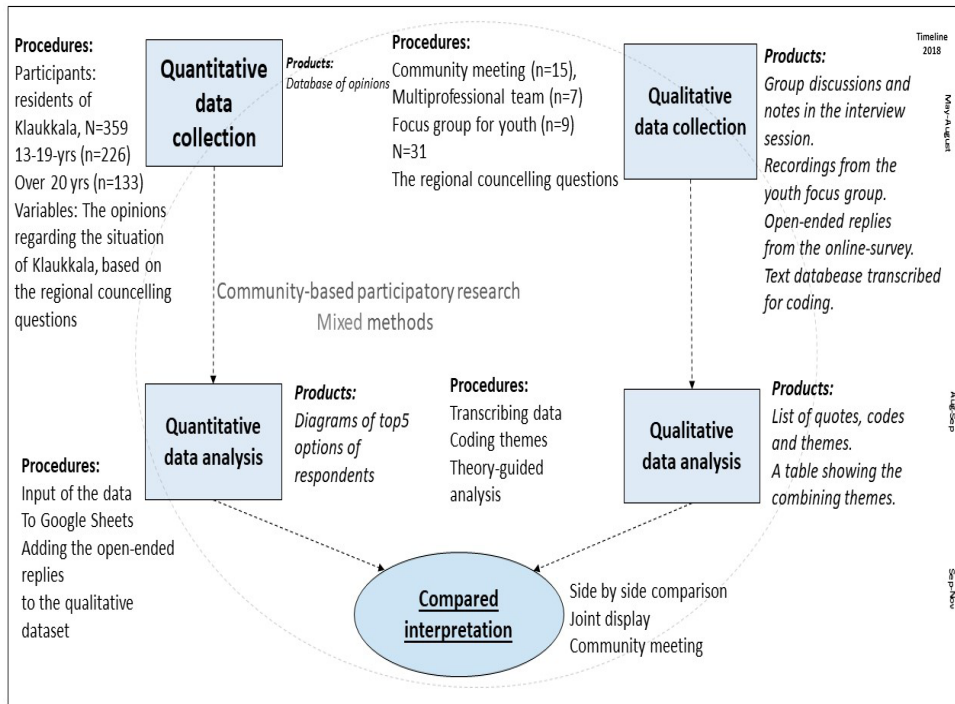 Procedures:
Participants:
residents of
Klaukkala, N=359
13-19-yrs (n=226)
Over 20 yrs (n=133)
Variables: The opinions
regarding the situation
of Klaukkala, based on
the regional councelling
questions
Quantitative
data
collection
Products:
Database of opinions
Procedures:
Community meeting (n=15),
Multiprofessional team (n=7)
Focus group for youth (n=9)
N=31
The regional councelling questions
Qualitative
data collection
Products:
Group discussions and
notes in the interview
session.
Recordings from the
youth focus group.
Open-ended replies
from the online-survey.
Text databease transcribed
for coding.
Timeline
2018
May-August
Community-based participatory research
Mixed methods
Procedures:
Input of the data
To Google Sheets
Adding the open-ended
replies
to the qualitative
dataset
Quantitative
data analysis
Products:
Diagrams of top5
options of
respondents
Procedures:
Transcribing data
Coding themes
Theory-guided
analysis
Qualitative
data analysis
Products:
List of quotes, codes
and themes.
A table showing the
combining themes.
Aug-Sep
Compared
interpretation
Side by side comparison
Joint display
Community meeting
Sep-Nov